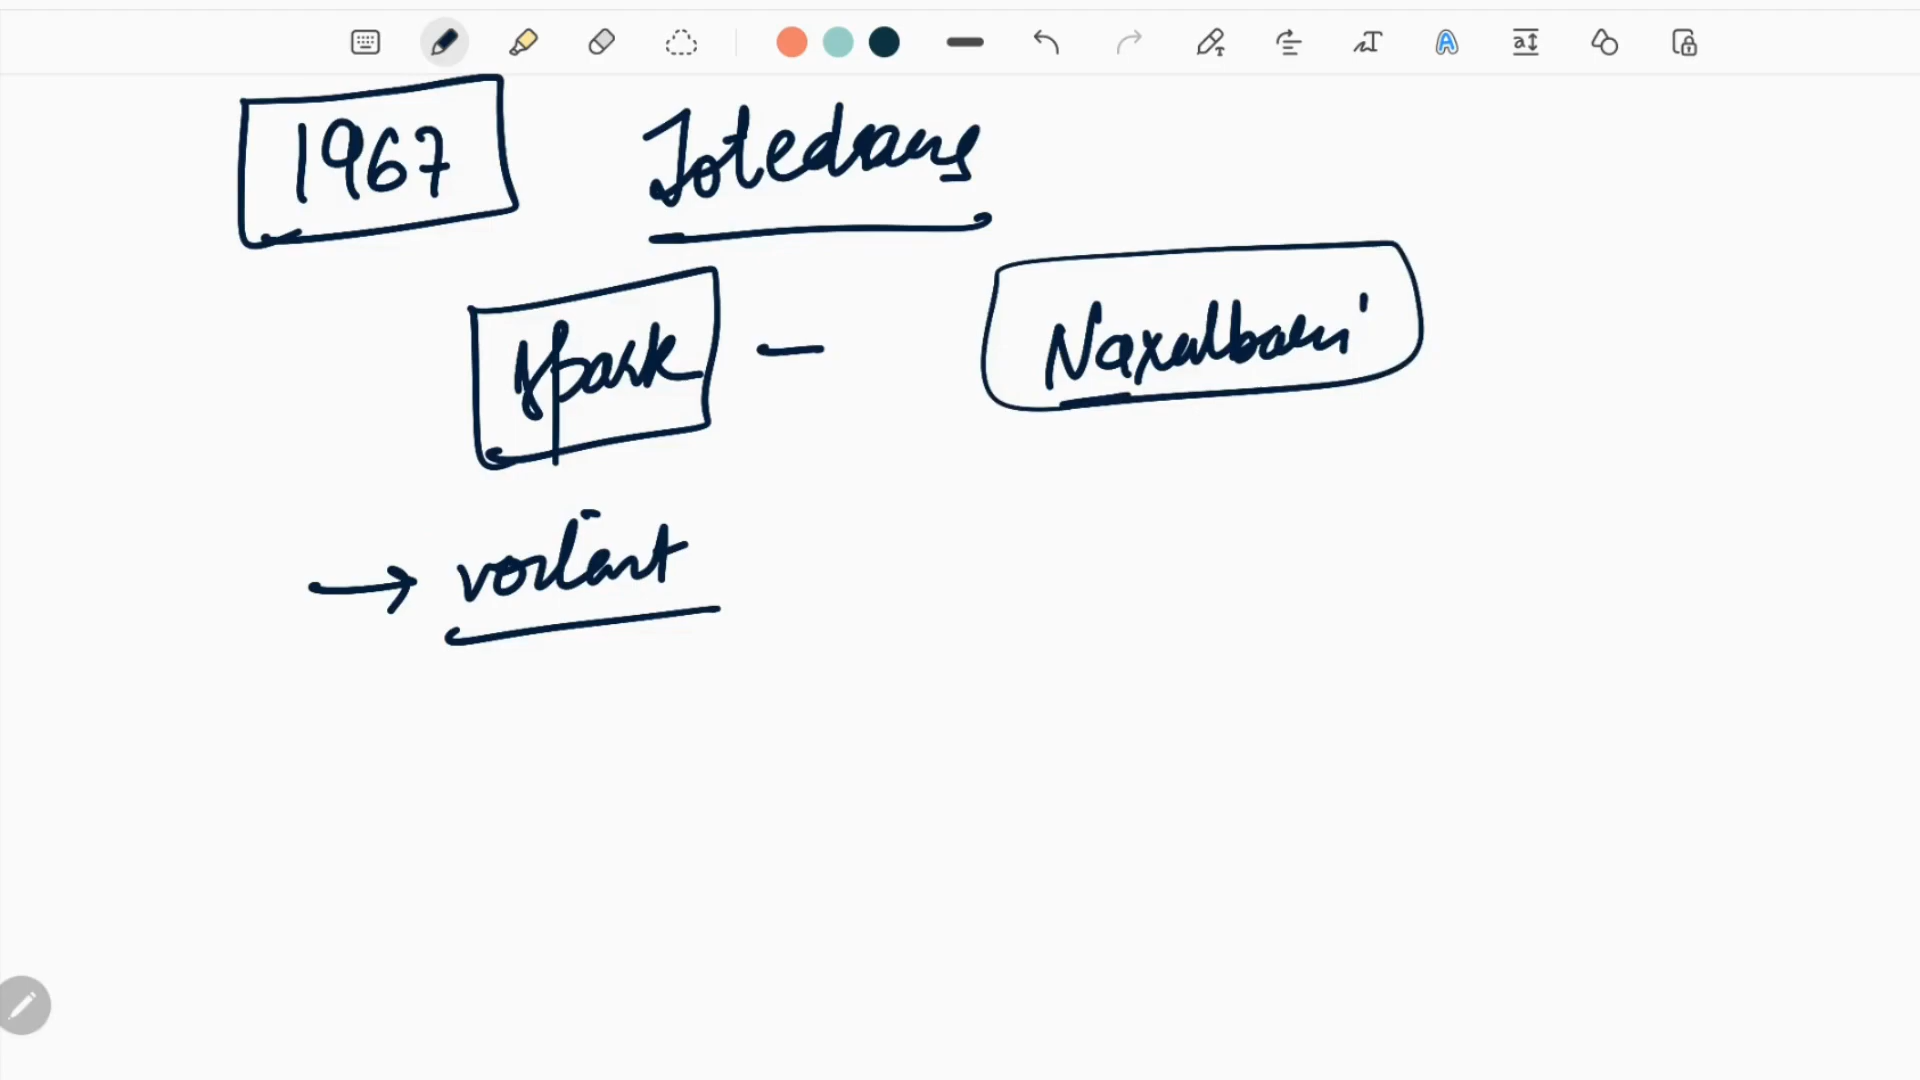 1967 Jotedars
Spark - Naxalbari
→ violent